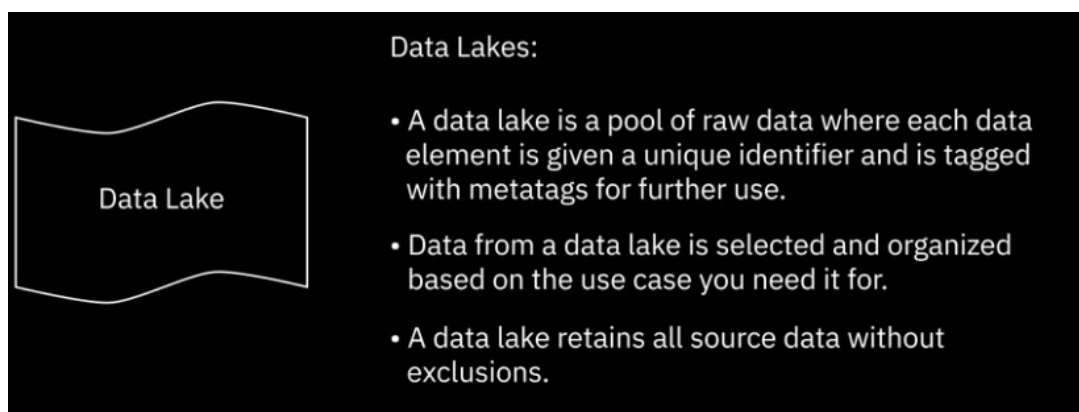 Data Lake
Data Lakes:
• A data lake is a pool of raw data where each data
element is given a unique identifier and is tagged
with metatags for further use.
• Data from a data lake is selected and organized
based on the use case you need it for.
• A data lake retains all source data without
exclusions.